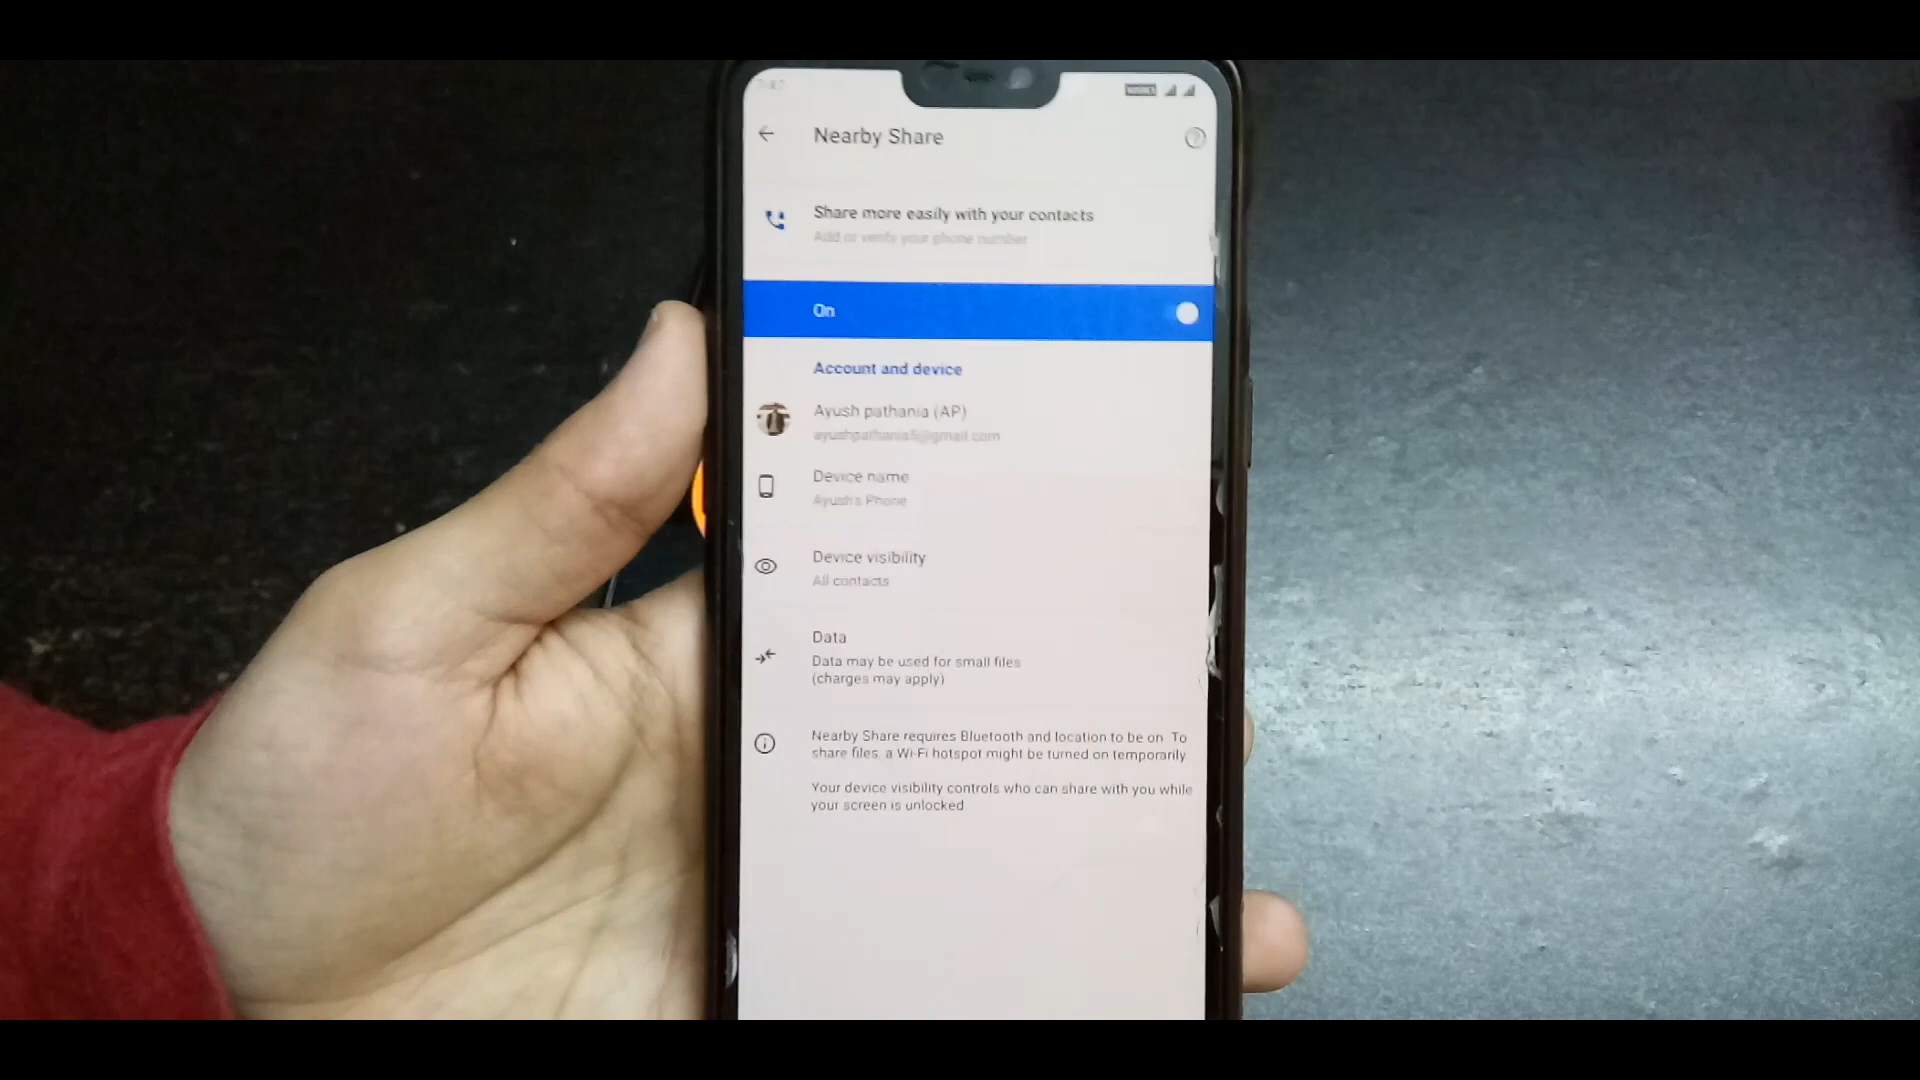 Nearby Share
Share more easily with your contacts
Add or verify your phone number
On
Account and device
Ayush pathania (AP)
ayushpathania5@gmail.com
Device name
Ayush's Phone
Device visibility
All contacts
Data
Data may be used for small files
(charges may apply)
Nearby Share requires Bluetooth and location to be on. To
share files, a Wi-Fi hotspot might be turned on temporarily.
Your device visibility controls who can share with you while
your screen is unlocked